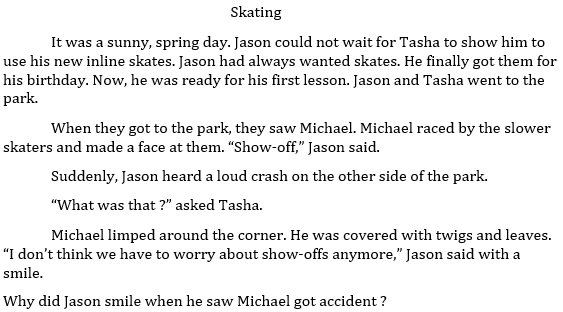 Skating
It was a sunny, spring day. Jason could not wait for Tasha to show him to
use his new inline skates. Jason had always wanted skates. He finally got them for
his birthday. Now, he was ready for his first lesson. Jason and Tasha went to the
park.
When they got to the park, they saw Michael. Michael raced by the slower
skaters and made a face at them. “Show-off,” Jason said.
Suddenly, Jason heard a loud crash on the other side of the park.
“What was that ?” asked Tasha.
Michael limped around the corner. He was covered with twigs and leaves.
“I don’t think we have to worry about show-offs anymore,” Jason said with a
smile.
Why did Jason smile when he saw Michael got accident ?